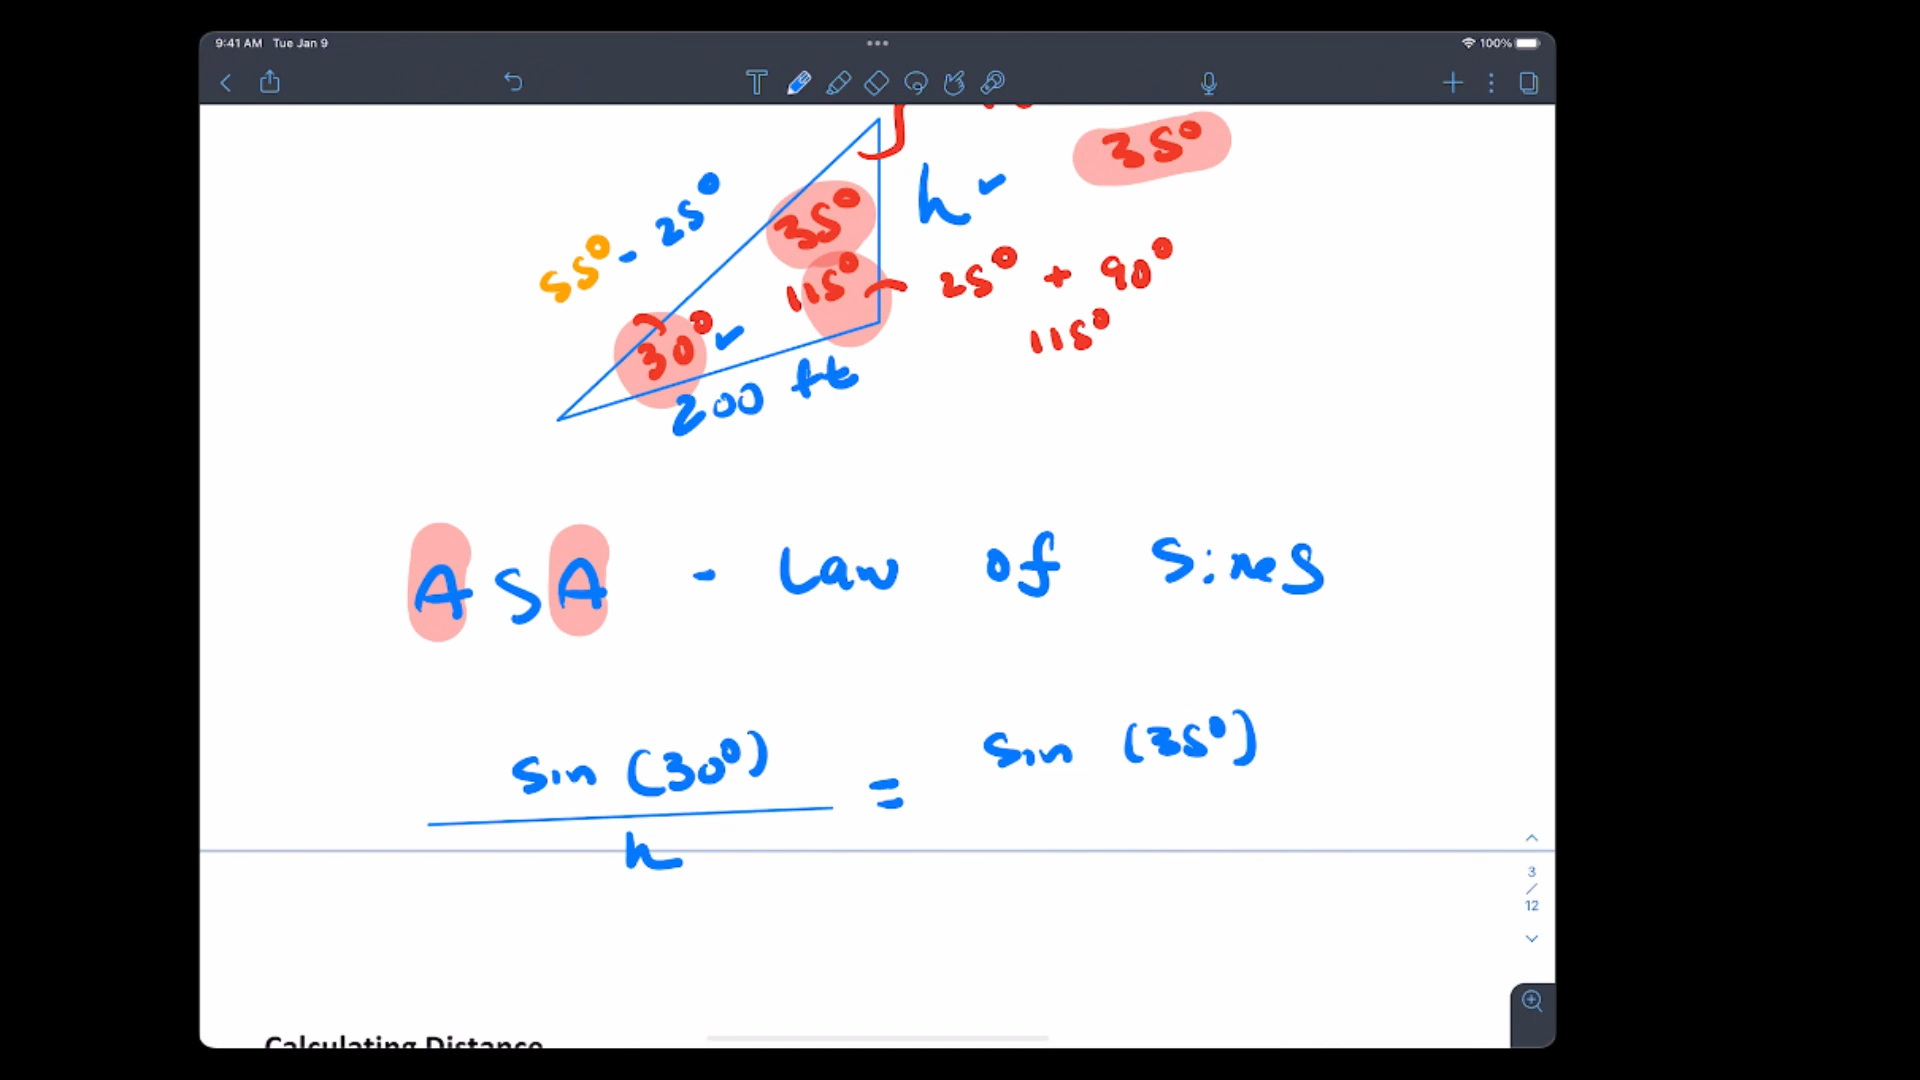 9:41 AM Tue Jan 9
100%
35°
h
55° - 25°
35°
115°
25° + 90°
115°
30°
200 ft
ASA - Law of Sines
sin (30°) = sin (35°)
h
3
/
12
Calculating Distance